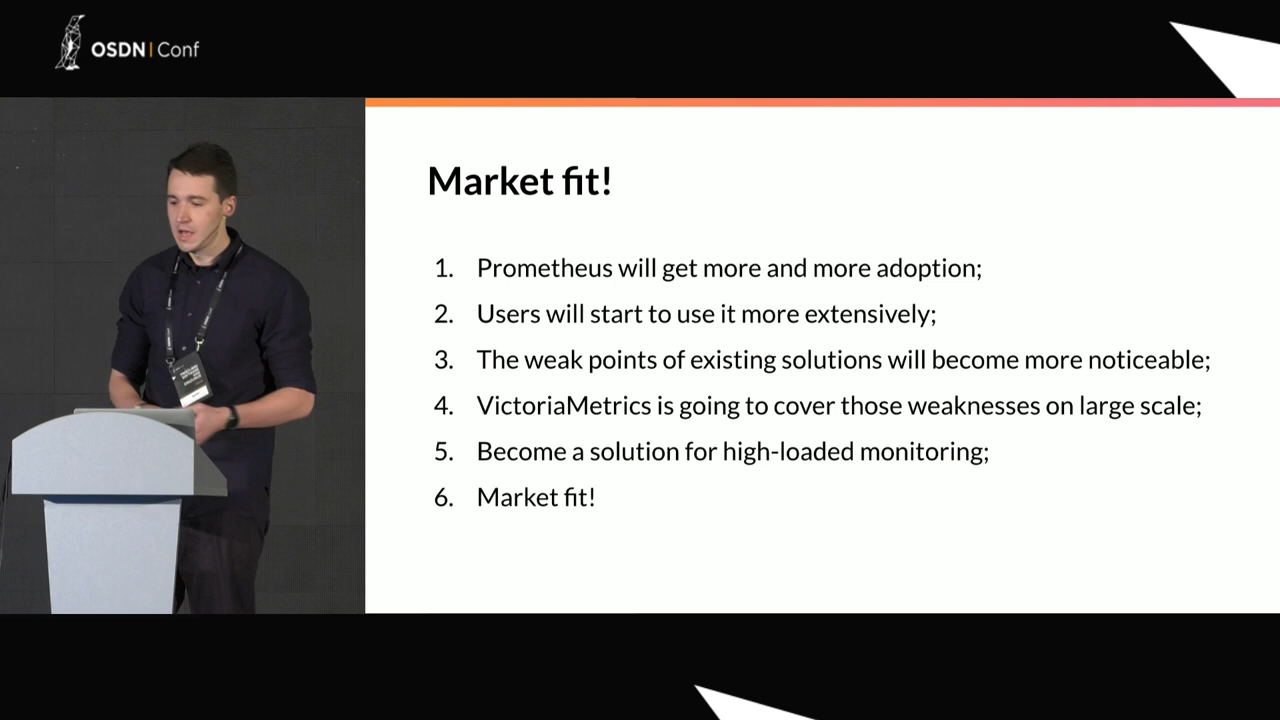 OSDN | Conf
Market fit!
1. Prometheus will get more and more adoption;
2. Users will start to use it more extensively;
3. The weak points of existing solutions will become more noticeable;
4. VictoriaMetrics is going to cover those weaknesses on large scale;
5. Become a solution for high-loaded monitoring;
6. Market fit!